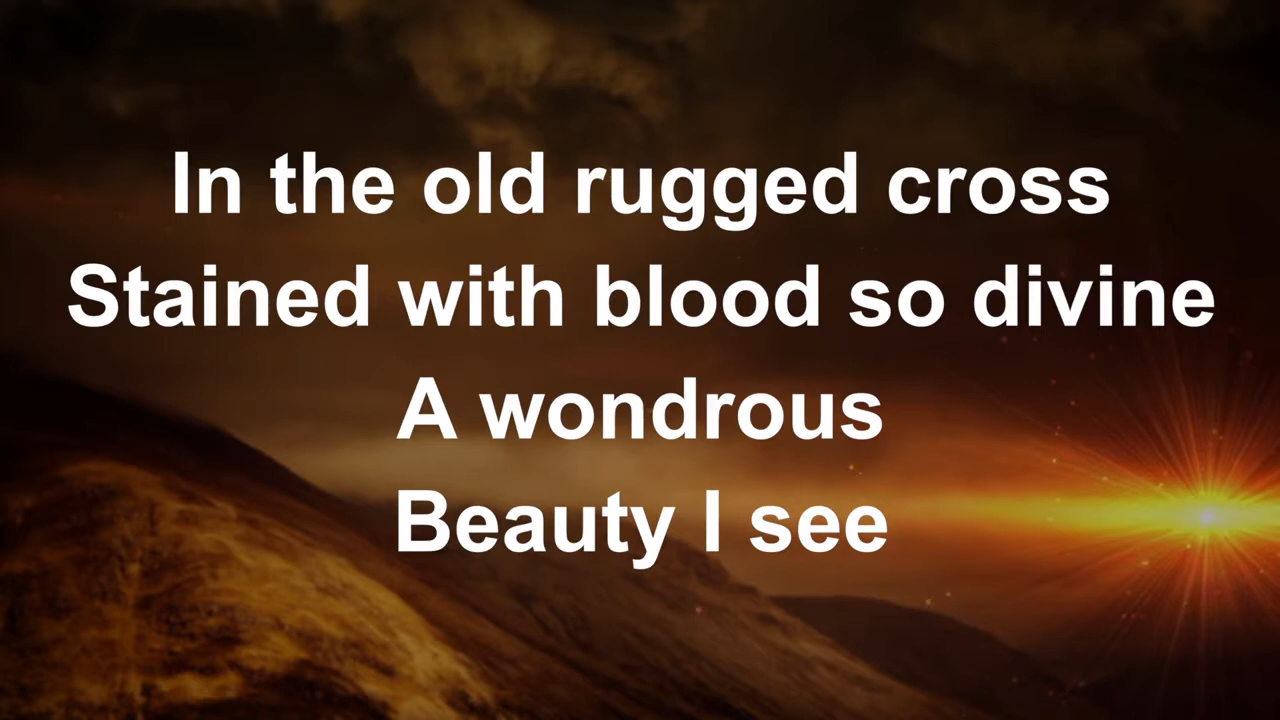 In the old rugged cross
Stained with blood so divine
A wondrous
Beauty I see